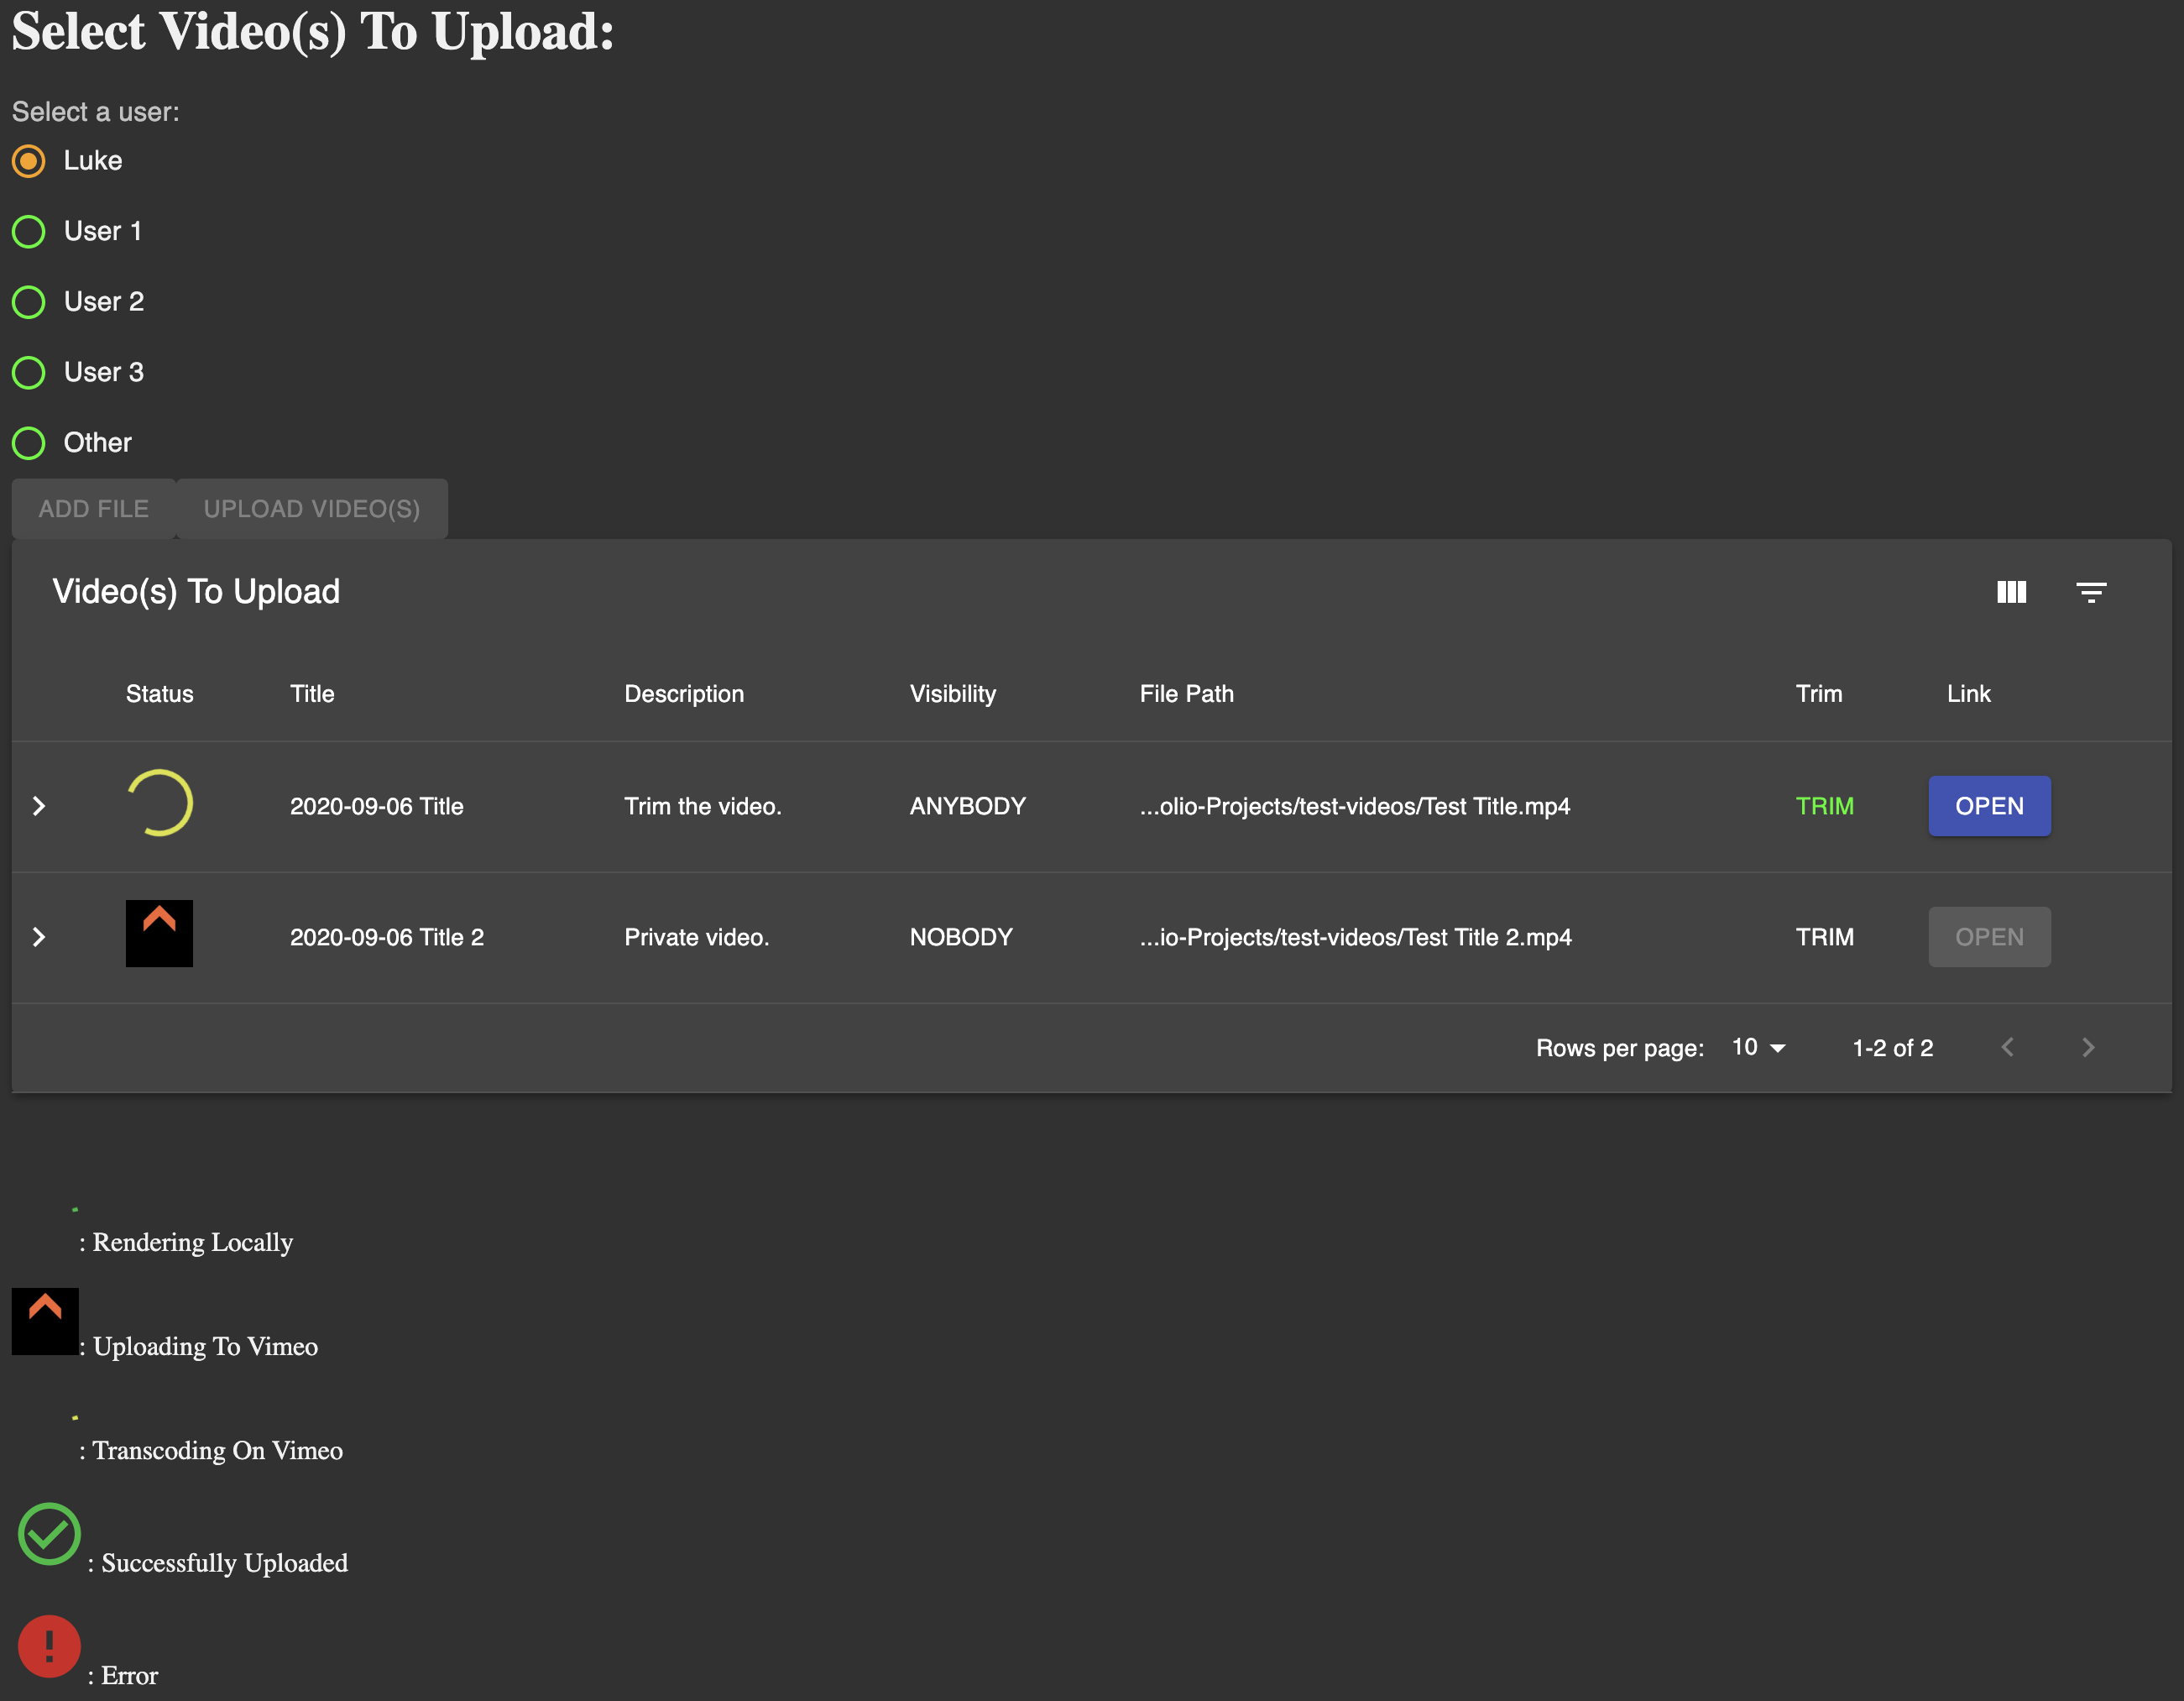 Select Video(s) To Upload:
Select a user:
Luke
User 1
User 2
User 3
Other
ADD FILE UPLOAD VIDEO(S)
Video(s) To Upload
Status Title Description Visibility File Path Trim Link
2020-09-06 Title Trim the video. ANYBODY ...olio-Projects/test-videos/Test Title.mp4 TRIM OPEN
2020-09-06 Title 2 Private video. NOBODY ...io-Projects/test-videos/Test Title 2.mp4 TRIM OPEN
Rows per page: 10 1-2 of 2
: Rendering Locally
: Uploading To Vimeo
: Transcoding On Vimeo
: Successfully Uploaded
: Error